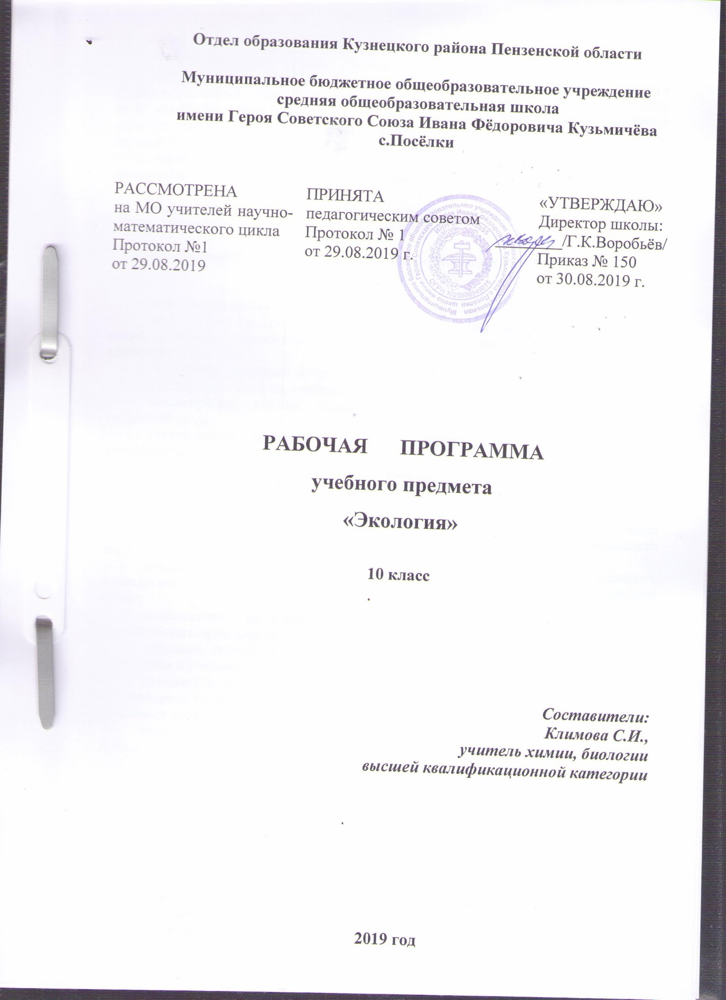 Отдел образования Кузнецкого района Пензенской области
Муниципальное бюджетное общеобразовательное учреждение
средняя общеобразовательная школа
имени Героя Советского Союза Ивана Фёдоровича Кузьмичёва
с.Посёлки
РАССМОТРЕНА
на МО учителей научно-
математического цикла
Протокол №1
от 29.08.2019
ПРИНЯТА
педагогическим советом
Протокол № 1
от 29.08.2019 г.
«УТВЕРЖДАЮ»
Директор школы:
/Г.К.Воробьёв/
Приказ № 150
от 30.08.2019 г.
ОГРН 1025800549015
РАБОЧАЯ ПРОГРАММА
учебного предмета
«Экология»
10 класс
Составители:
Климова С.И.,
учитель химии, биологии
высшей квалификационной категории
2019 год